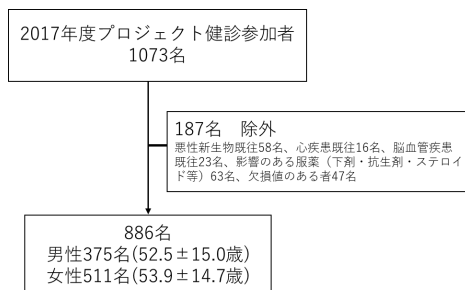 2017年度プロジェクト健診参加者
1073名
187名　除外
悪性新生物既往58名、心疾患既往16名、脳血管疾患
既往23名、影響のある服薬（下剤・抗生剤・ステロイ
ド等）63名、欠損値のある者47名
886名
男性375名(52.5±15.0歳)
女性511名(53.9±14.7歳)